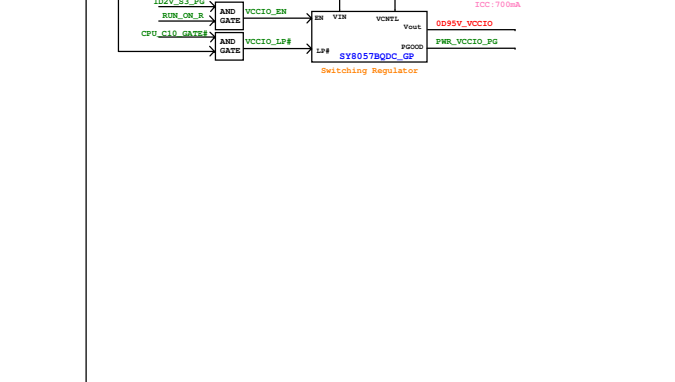 ICC:700mA
1D2V_S3_PG
RUN_ON_R
AND
GATE
VCCIO_EN
EN
VIN
VCNTL
Vout
0D95V_VCCIO
CPU_C10_GATE#
AND
GATE
VCCIO_LP#
LP#
PGOOD
PWR_VCCIO_PG
SY8057BQDC_GP
Switching Regulator